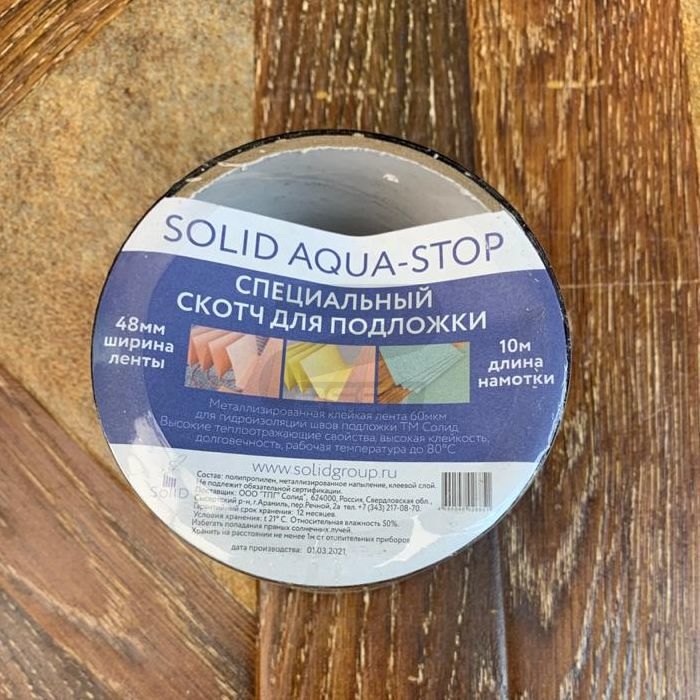 SOLID AQUA-STOP
СПЕЦИАЛЬНЫЙ
СКОТЧ ДЛЯ ПОДЛОЖКИ
48мм
ширина
ленты
10м
длина
намотки
Металлизированная клейкая лента 60мкм
для гидроизоляции швов подложки ТМ Солид
Высокие теплоотражающие свойства, высокая клейкость,
долговечность, рабочая температура до 80°С
www.solidgroup.ru
SOLID
Состав: полипропилен, металлизированное напыление, клеевой слой.
Не подлежит обязательной сертификации.
Поставщик: ООО "ТПГ Солид", 624000, Россия, Свердловская обл.,
Сысертский р-н, г.Арамиль, пер.Речной, 2а тел. +7 (343) 217-08-70.
Гарантийный срок хранения: 12 месяцев.
Условия хранения: t 21° С. Относительная влажность 50%.
Избегать попадания прямых солнечных лучей.
Хранить на расстоянии не менее 1м от отопительных приборов
дата производства: 01.03.2021